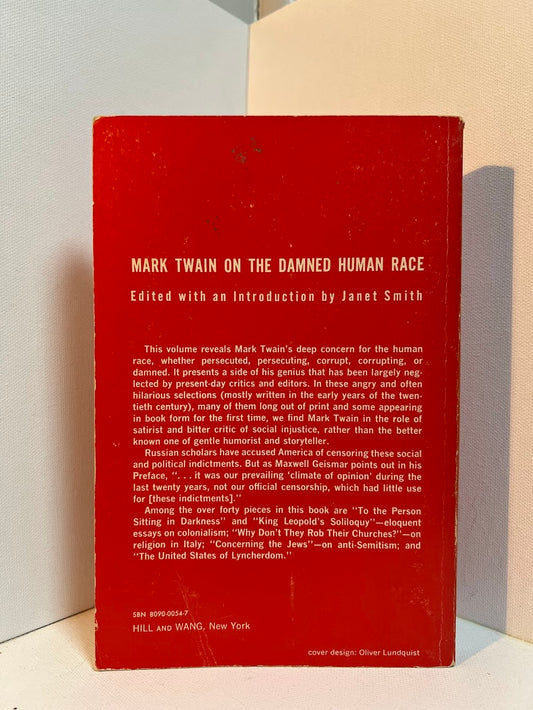 MARK TWAIN ON THE DAMNED HUMAN RACE
Edited with an Introduction by Janet Smith
This volume reveals Mark Twain's deep concern for the human
race, whether persecuted, persecuting, corrupt, corrupting, or
damned. It presents a side of his genius that has been largely neg-
lected by present-day critics and editors. In these angry and often
hilarious selections (mostly written in the early years of the twen-
tieth century), many of them long out of print and some appearing
in book form for the first time, we find Mark Twain in the role of
satirist and bitter critic of social injustice, rather than the better
known one of gentle humorist and storyteller.
Russian scholars have accused America of censoring these social
and political indictments. But as Maxwell Geismar points out in his
Preface, ". . . it was our prevailing 'climate of opinion' during the
last twenty years, not our official censorship, which had little use
for [these indictments]."
Among the over forty pieces in this book are "To the Person
Sitting in Darkness" and "King Leopold's Soliloquy"—eloquent
essays on colonialism; "Why Don't They Rob Their Churches?"—on
religion in Italy; "Concerning the Jews"—on anti-Semitism; and
"The United States of Lyncherdom."
SBN 8090-0054-7
HILL AND WANG, New York
cover design: Oliver Lundquist